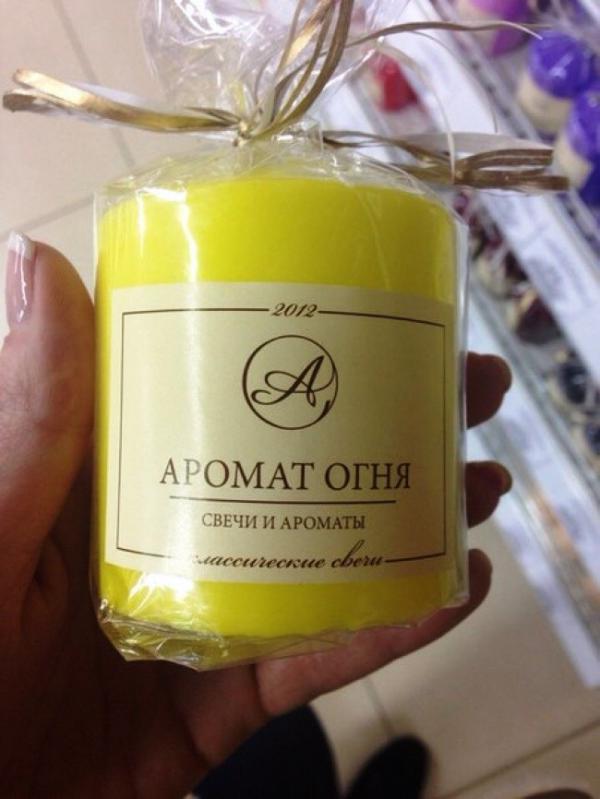 2012
А
АРОМАТ ОГНЯ
СВЕЧИ И АРОМАТЫ
классические свечи